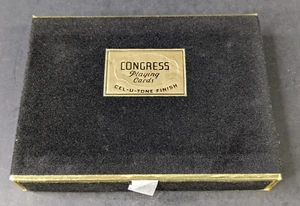 CONGRESS
Playing
Cards
CEL-U-TONE FINISH